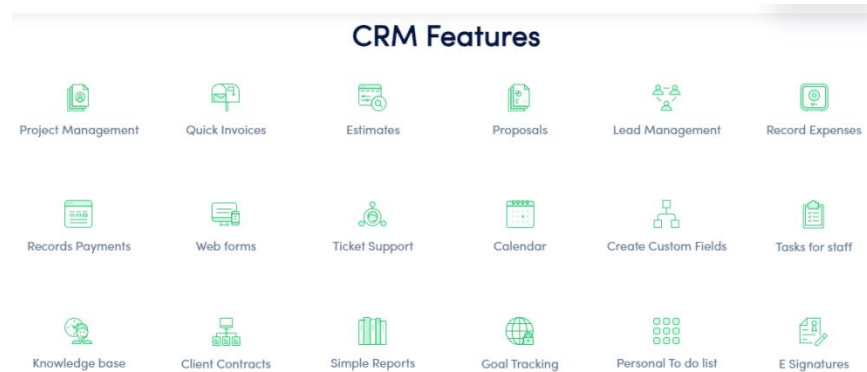 CRM Features
Project Management
Quick Invoices
Estimates
Proposals
Lead Management
Record Expenses
Records Payments
Web forms
Ticket Support
Calendar
Create Custom Fields
Tasks for staff
Knowledge base
Client Contracts
Simple Reports
Goal Tracking
Personal To do list
E Signatures